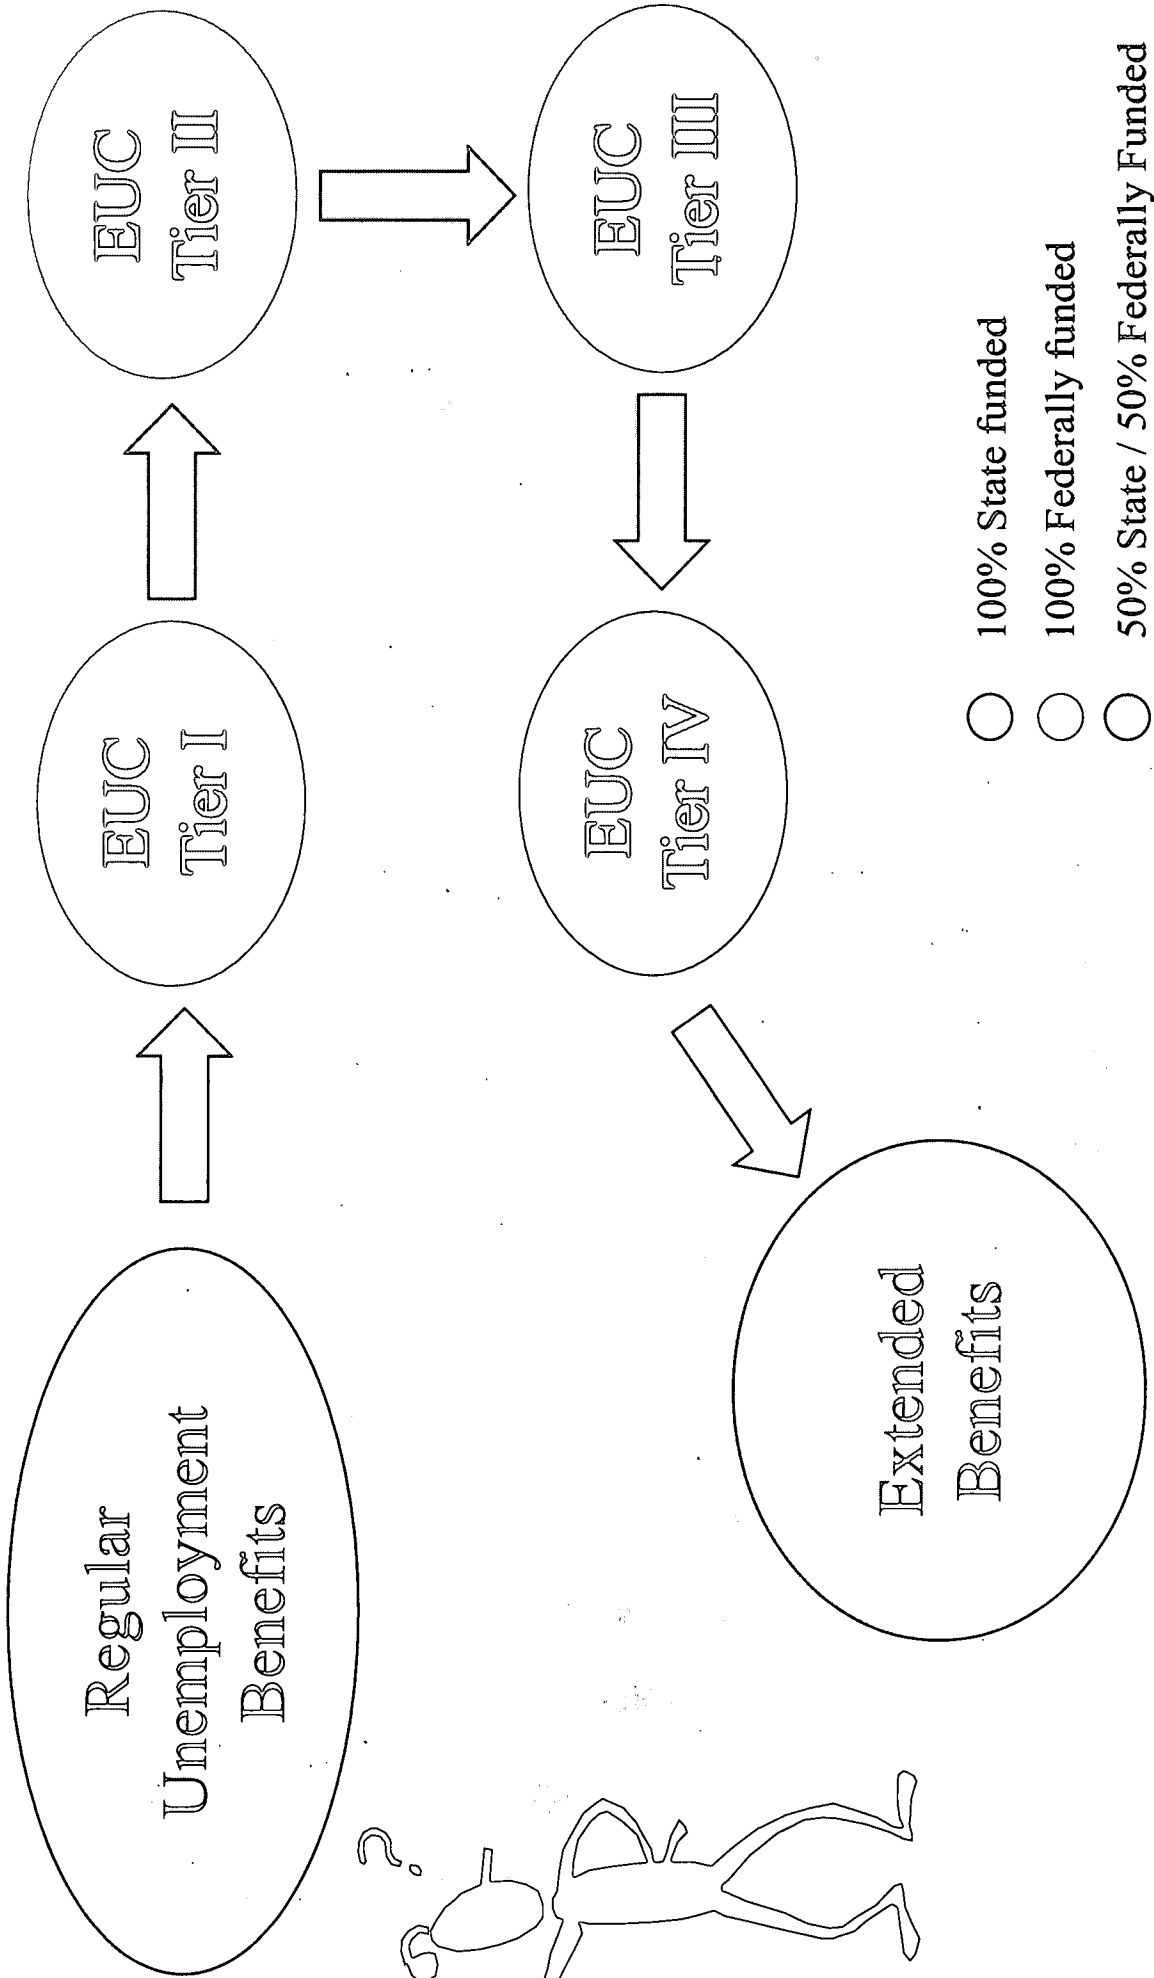 Regular
Unemployment
Benefits
EUC
Tier I
EUC
Tier II
EUC
Tier III
EUC
Tier IV
Extended
Benefits
?
100% State funded
100% Federally funded
50% State / 50% Federally Funded